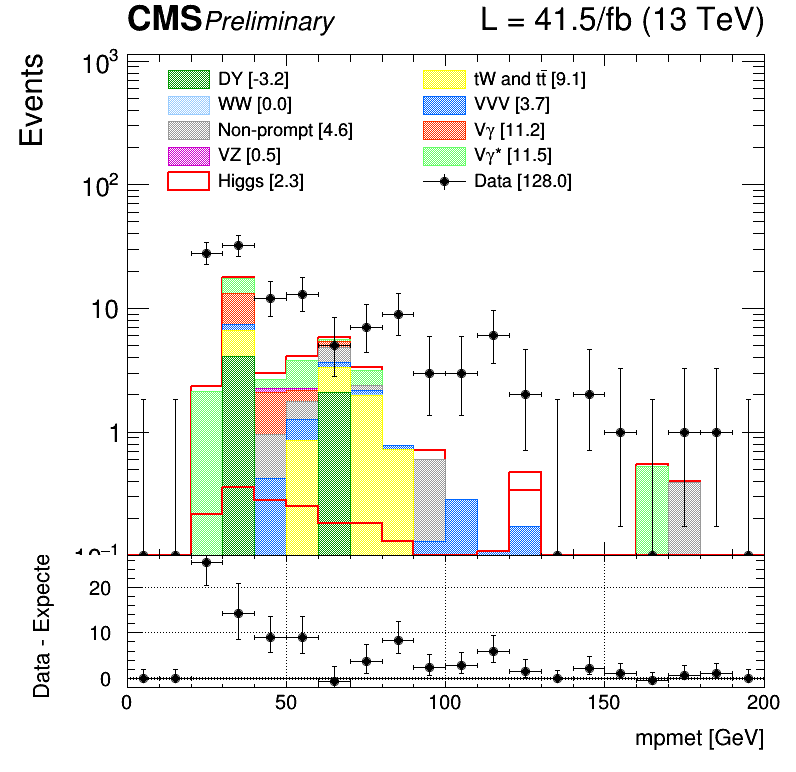 CMS Preliminary L = 41.5/fb (13 TeV)
Events
10³
10²
10
1
DY [-3.2]
WW [0.0]
Non-prompt [4.6]
VZ [0.5]
Higgs [2.3]
tW and tt̄ [9.1]
VVV [3.7]
Vγ [11.2]
Vγ* [11.5]
Data [128.0]
Data - Expecte
20
10
0
0 50 100 150 200
mpmet [GeV]